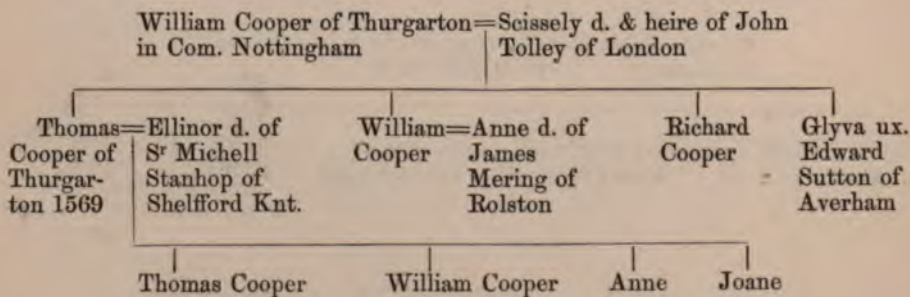 William Cooper of Thurgarton=Scissely d. & heire of John
in Com. Nottingham Tolley of London
Thomas=Ellinor d. of William=Anne d. of Richard Glyva ux.
Cooper of Sr Michell Cooper James Cooper Edward
Thurgar- Stanhop of Mering of Sutton of
ton 1569 Shelfford Knt. Rolston Averham
Thomas Cooper William Cooper Anne Joane